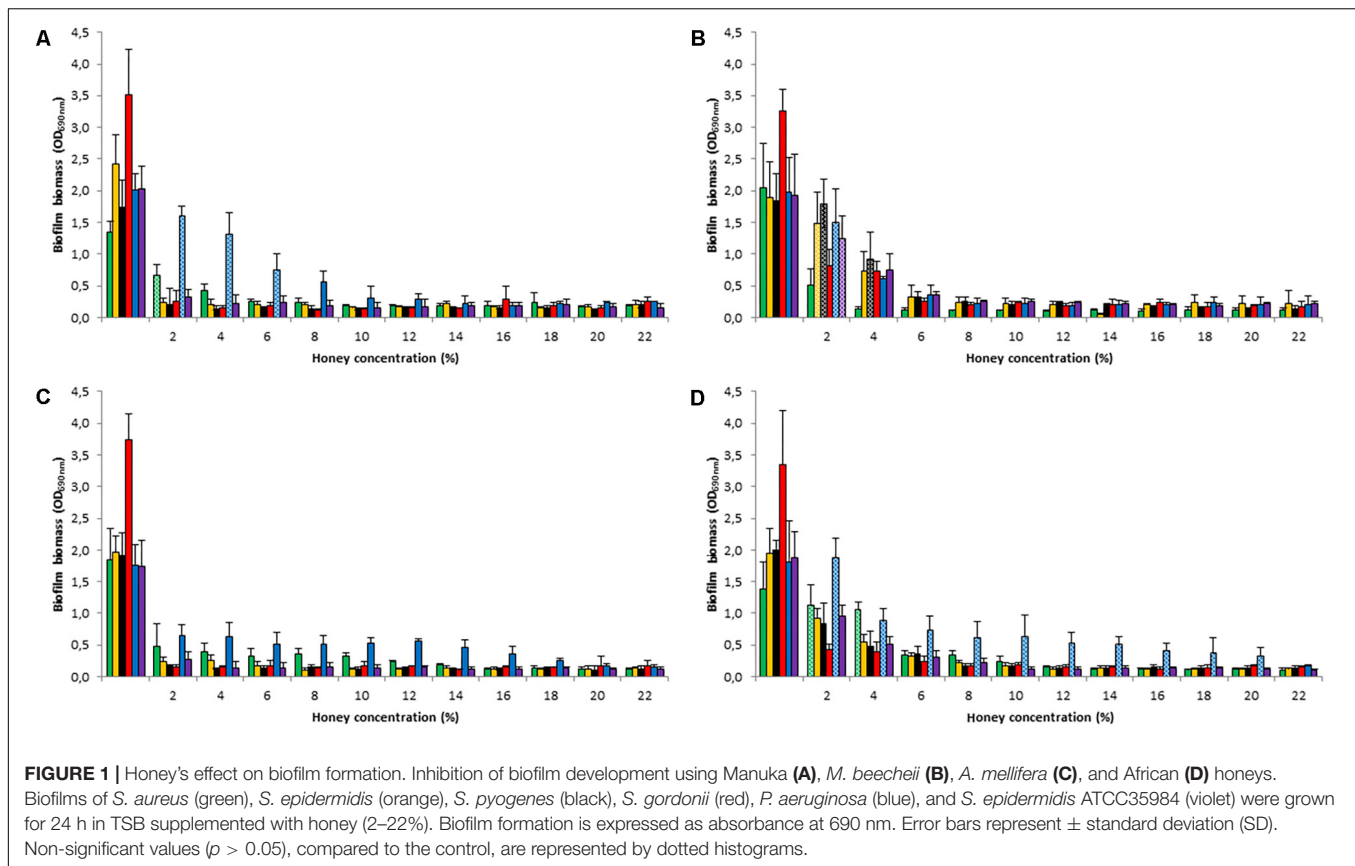 A
B
4,5
4,0
3,5
3,0
2,5
2,0
1,5
1,0
0,5
0,0
Biofilm biomass (OD690nm)
2 4 6 8 10 12 14 16 18 20 22
Honey concentration (%)
4,5
4,0
3,5
3,0
2,5
2,0
1,5
1,0
0,5
0,0
Biofilm biomass (OD690nm)
2 4 6 8 10 12 14 16 18 20 22
Honey concentration (%)
C
D
4,5
4,0
3,5
3,0
2,5
2,0
1,5
1,0
0,5
0,0
Biofilm biomass (OD690nm)
2 4 6 8 10 12 14 16 18 20 22
Honey concentration (%)
4,5
4,0
3,5
3,0
2,5
2,0
1,5
1,0
0,5
0,0
Biofilm biomass (OD690nm)
2 4 6 8 10 12 14 16 18 20 22
Honey concentration (%)
FIGURE 1 | Honey's effect on biofilm formation. Inhibition of biofilm development using Manuka (A), M. beecheii (B), A. mellifera (C), and African (D) honeys.
Biofilms of S. aureus (green), S. epidermidis (orange), S. pyogenes (black), S. gordonii (red), P. aeruginosa (blue), and S. epidermidis ATCC35984 (violet) were grown
for 24 h in TSB supplemented with honey (2–22%). Biofilm formation is expressed as absorbance at 690 nm. Error bars represent ± standard deviation (SD).
Non-significant values (p > 0.05), compared to the control, are represented by dotted histograms.